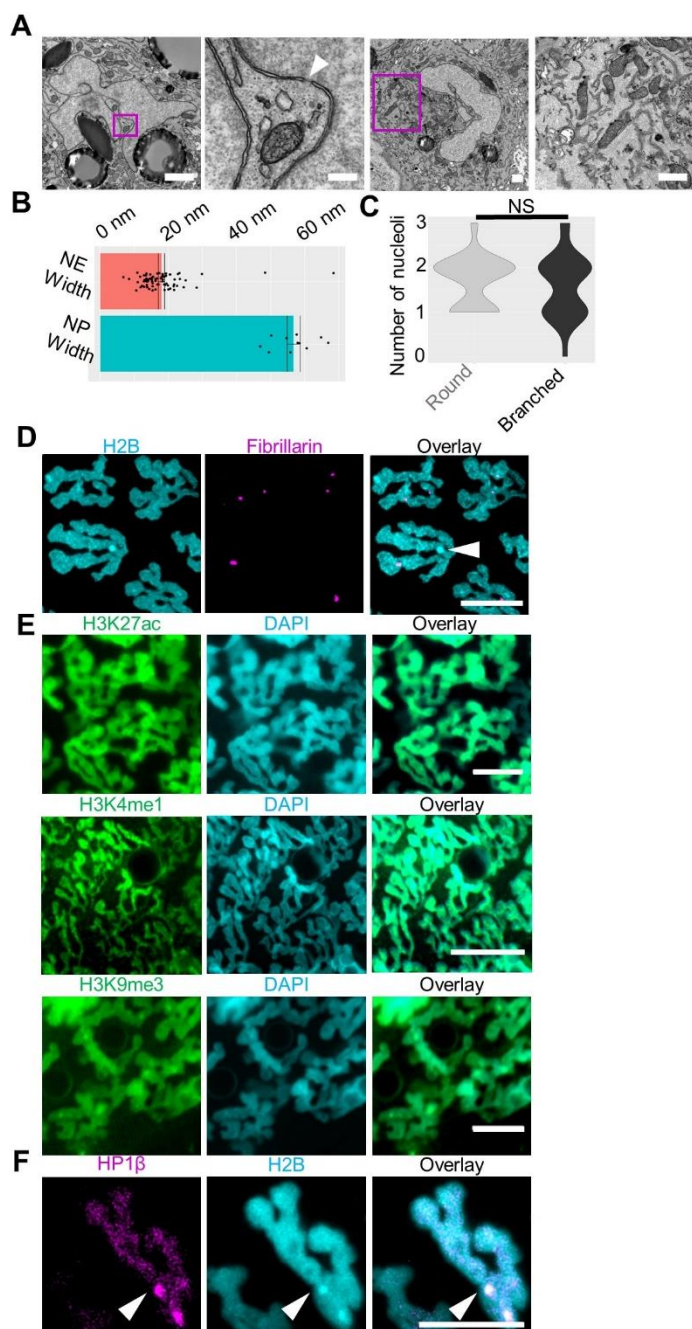 A
B
0 nm
20 nm
40 nm
60 nm
NE
Width
NP
Width
C
NS
Number of nucleoli
3
2
1
0
Round
Branched
D
H2B
Fibrillarin
Overlay
E
H3K27ac
DAPI
Overlay
H3K4me1
DAPI
Overlay
H3K9me3
DAPI
Overlay
F
HP1β
H2B
Overlay